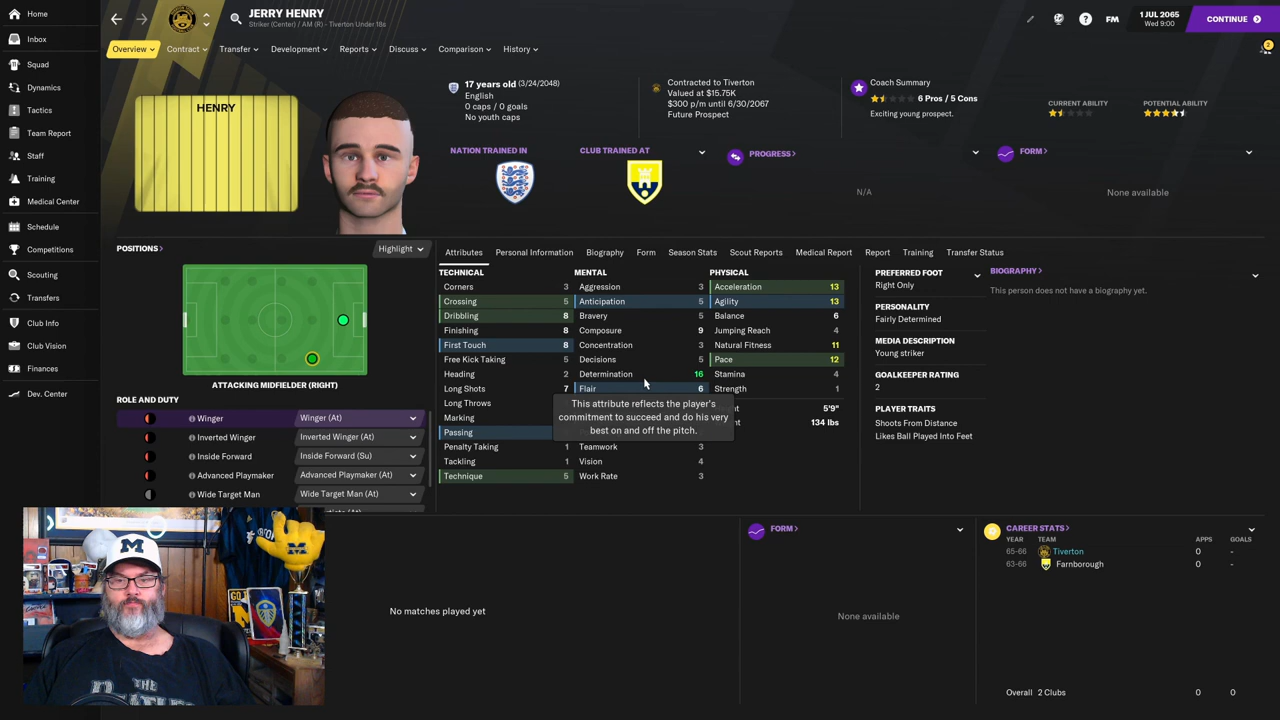 Home
Inbox
Squad
Dynamics
Tactics
Team Report
Staff
Training
Medical Center
Schedule
Competitions
Scouting
Transfers
Club Info
Club Vision
Finances
Dev. Center
JERRY HENRY
Striker (Center) / AM (R) - Tiverton Under 18s
FM
1 JUL 2065
Wed 9:00
CONTINUE
2
Overview
Contract
Transfer
Development
Reports
Discuss
Comparison
History
HENRY
17 years old (3/24/2048)
English
0 caps / 0 goals
No youth caps
Contracted to Tiverton
Valued at $15.75K
$300 p/m until 6/30/2067
Future Prospect
Coach Summary
6 Pros / 5 Cons
Exciting young prospect.
CURRENT ABILITY
POTENTIAL ABILITY
NATION TRAINED IN
CLUB TRAINED AT
PROGRESS
N/A
FORM
None available
POSITIONS
Highlight
ATTACKING MIDFIELDER (RIGHT)
ROLE AND DUTY
Winger Winger (At)
Inverted Winger Inverted Winger (At)
Inside Forward Inside Forward (Su)
Advanced Playmaker Advanced Playmaker (At)
Wide Target Man Wide Target Man (At)
Attributes
Personal Information
Biography
Form
Season Stats
Scout Reports
Medical Report
Report
Training
Transfer Status
TECHNICAL
Corners 3
Crossing 5
Dribbling 8
Finishing 8
First Touch 8
Free Kick Taking 5
Heading 2
Long Shots 7
Long Throws
Marking
Passing
Penalty Taking 1
Tackling 1
Technique 5
MENTAL
Aggression 3
Anticipation 5
Bravery 5
Composure 9
Concentration 3
Decisions 5
Determination 16
Flair 6
This attribute reflects the player's
commitment to succeed and do his very
best on and off the pitch.
Teamwork 3
Vision 4
Work Rate 3
PHYSICAL
Acceleration 13
Agility 13
Balance 6
Jumping Reach 4
Natural Fitness 11
Pace 12
Stamina 4
Strength 1
5'9"
134 lbs
PREFERRED FOOT
Right Only
PERSONALITY
Fairly Determined
MEDIA DESCRIPTION
Young striker
GOALKEEPER RATING
2
PLAYER TRAITS
Shoots From Distance
Likes Ball Played Into Feet
BIOGRAPHY
This person does not have a biography yet.
No matches played yet
FORM
None available
CAREER STATS
YEAR TEAM APPS GOALS
65-66 Tiverton 0 -
63-66 Farnborough 0 -
Overall 2 Clubs 0 0
M
THE